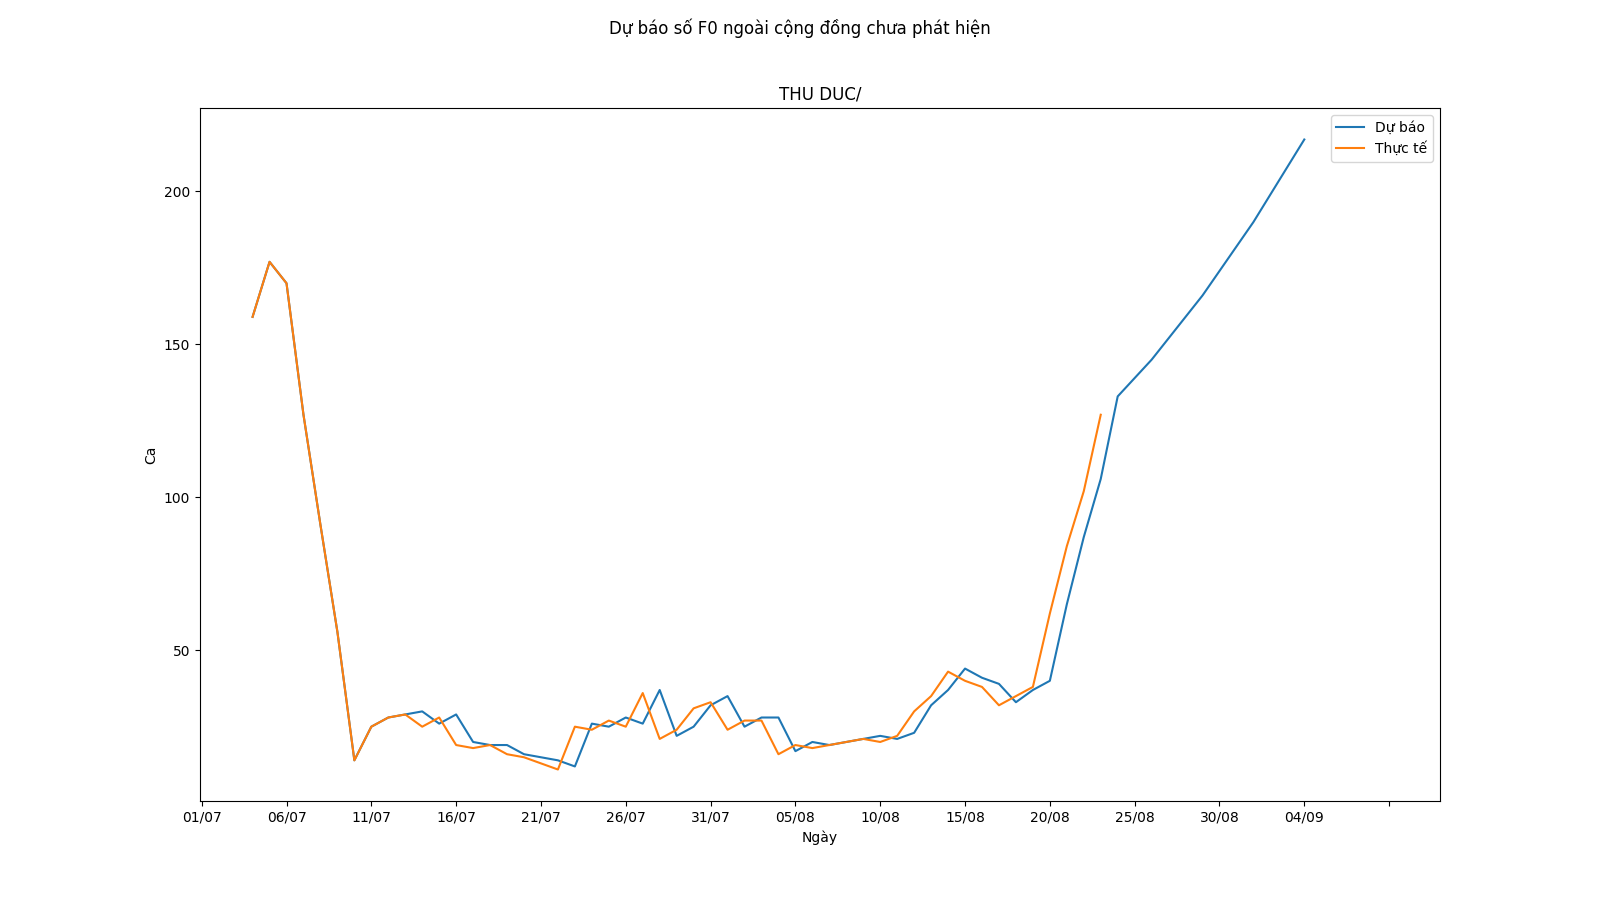 Dự báo số F0 ngoài cộng đồng chưa phát hiện
THU DUC/
Dự báo
Thực tế
200
150
100
50
Ca
01/07 06/07 11/07 16/07 21/07 26/07 31/07 05/08 10/08 15/08 20/08 25/08 30/08 04/09
Ngày